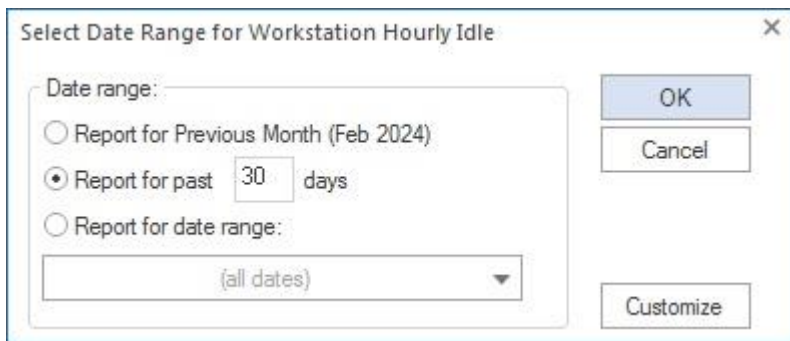 Select Date Range for Workstation Hourly Idle
Date range:
OK
Report for Previous Month (Feb 2024)
Cancel
Report for past 30 days
Report for date range:
(all dates)
Customize